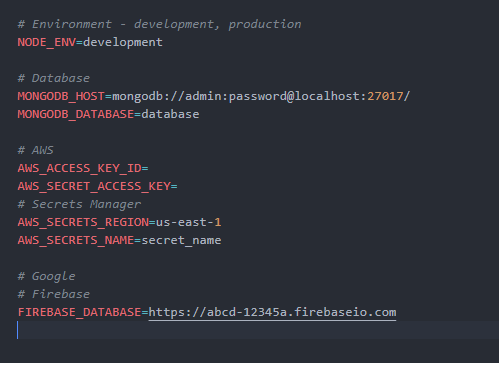 # Environment - development, production
NODE_ENV=development
# Database
MONGODB_HOST=mongodb://admin:password@localhost:27017/
MONGODB_DATABASE=database
# AWS
AWS_ACCESS_KEY_ID=
AWS_SECRET_ACCESS_KEY=
# Secrets Manager
AWS_SECRETS_REGION=us-east-1
AWS_SECRETS_NAME=secret_name
# Google
# Firebase
FIREBASE_DATABASE=https://abcd-12345a.firebaseio.com